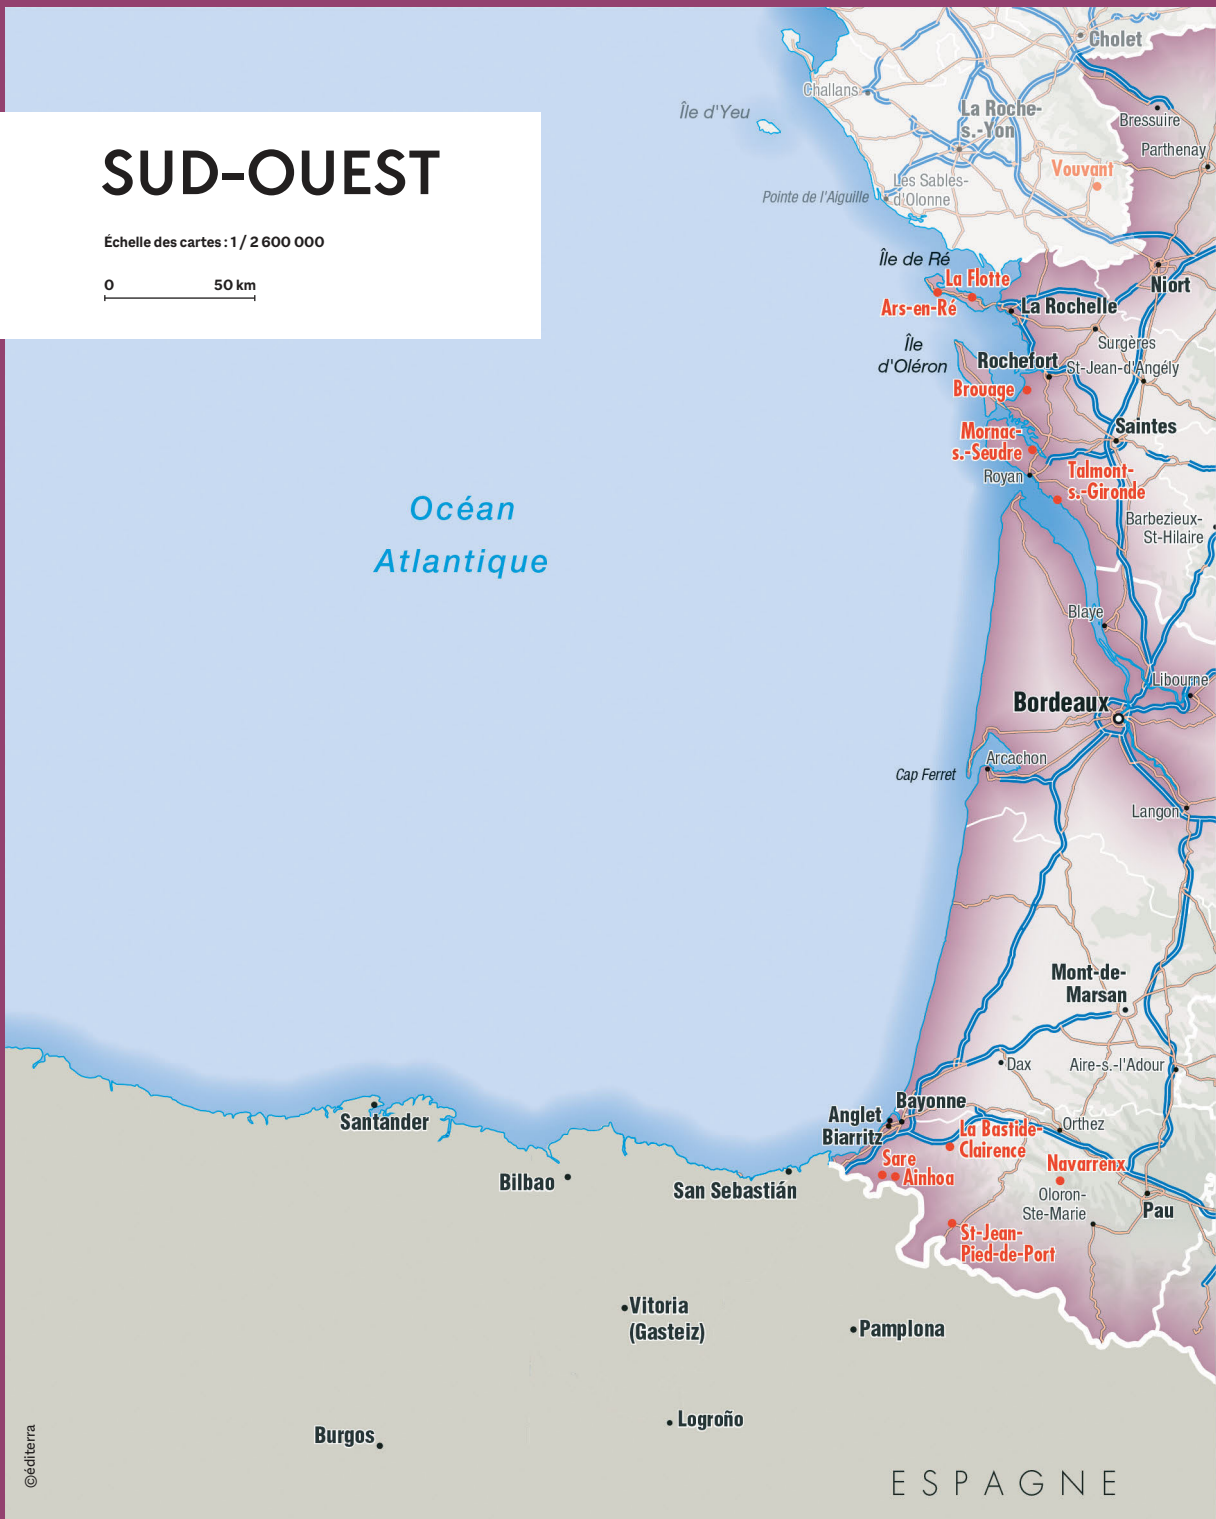 SUD-OUEST
Échelle des cartes : 1 / 2 600 000
0
50 km
Cholet
Challans
Île d'Yeu
La Roche-
s.-Yon
Bressuire
Parthenay
Vouvant
Les Sables-
d'Olonne
Pointe de l'Aiguille
Île de Ré
La Flotte
Ars-en-Ré
Niort
La Rochelle
Surgères
Île
d'Oléron
Rochefort
St-Jean-d'Angély
Brouage
Saintes
Mornac-
s.-Seudre
Royan
Talmont-
s.-Gironde
Océan
Atlantique
Barbezieux-
St-Hilaire
Blaye
Libourne
Bordeaux
Arcachon
Cap Ferret
Langon
Mont-de-
Marsan
Dax
Aire-s.-l'Adour
Bayonne
Anglet
Biarritz
Santander
La Bastide-
Clairence
Orthez
Sare
Ainhoa
Navarrenx
Bilbao
San Sebastián
Oloron-
Ste-Marie
Pau
St-Jean-
Pied-de-Port
Vitoria
(Gasteiz)
Pamplona
Logroño
Burgos
©éditerra
ESPAGNE